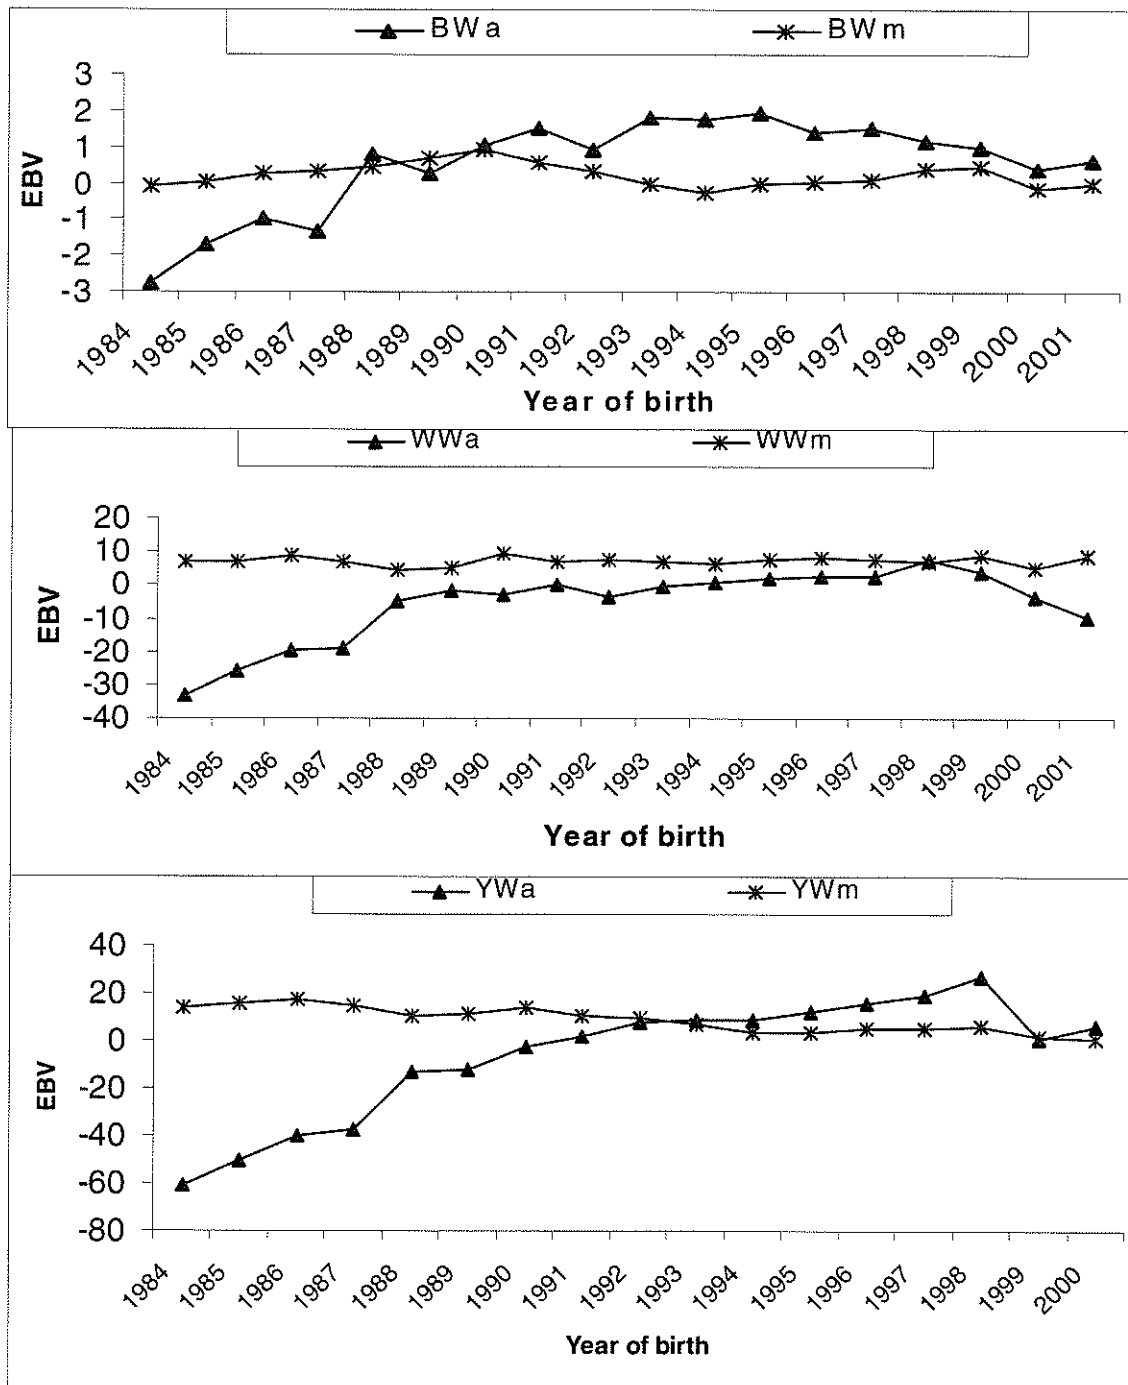 BWa BWm
3
2
1
0
-1
-2
-3
EBV
1984 1985 1986 1987 1988 1989 1990 1991 1992 1993 1994 1995 1996 1997 1998 1999 2000 2001
Year of birth
WWa WWm
20
10
0
-10
-20
-30
-40
EBV
1984 1985 1986 1987 1988 1989 1990 1991 1992 1993 1994 1995 1996 1997 1998 1999 2000 2001
Year of birth
YWa YWm
40
20
0
-20
-40
-60
-80
EBV
1984 1985 1986 1987 1988 1989 1990 1991 1992 1993 1994 1995 1996 1997 1998 1999 2000
Year of birth